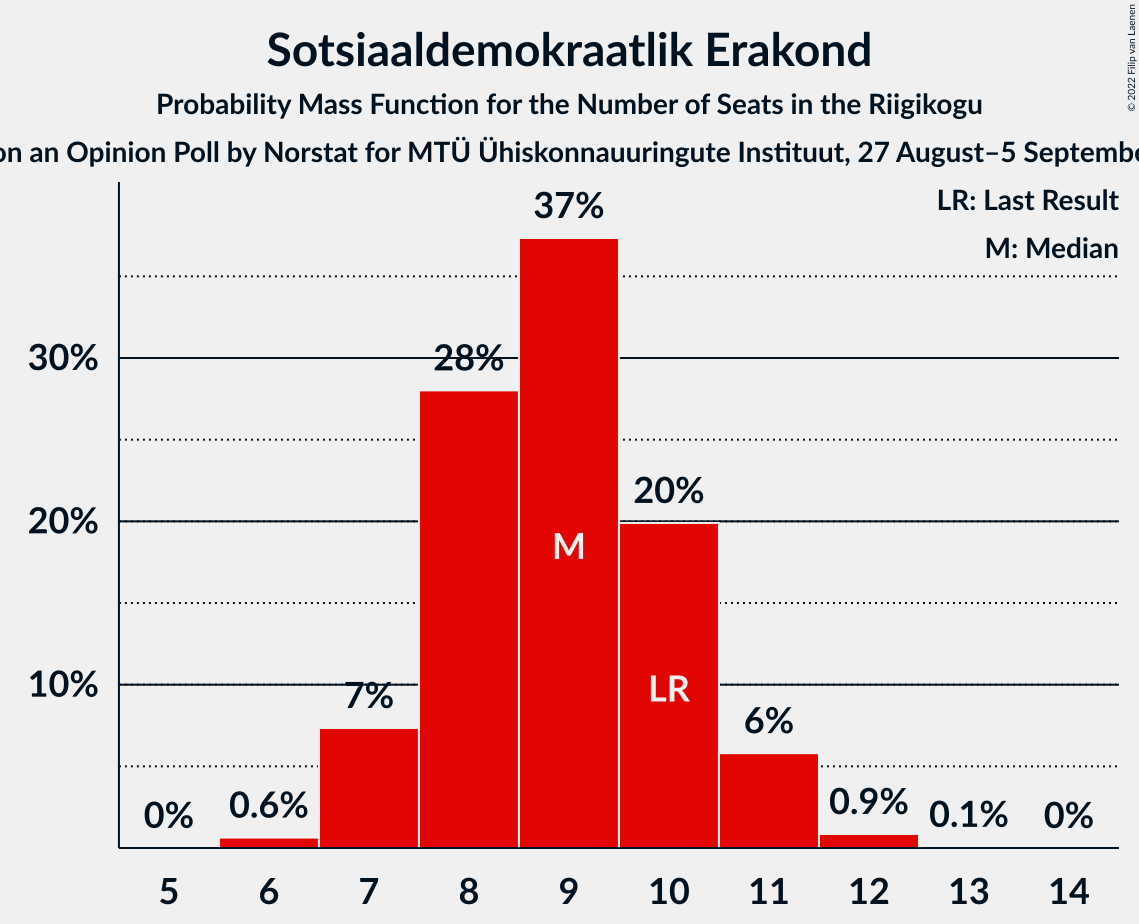 Sotsiaaldemokraatlik Erakond
Probability Mass Function for the Number of Seats in the Riigikogu
on an Opinion Poll by Norstat for MTÜ Ühiskonnauuringute Instituut, 27 August–5
© 2022 Filip van Laenen
LR: Last Result
M: Median
37%
30%
28%
20%
20%
M
10%
LR
7%
6%
0%
0.6%
0.9%
0.1%
0%
5 6 7 8 9 10 11 12 13 14